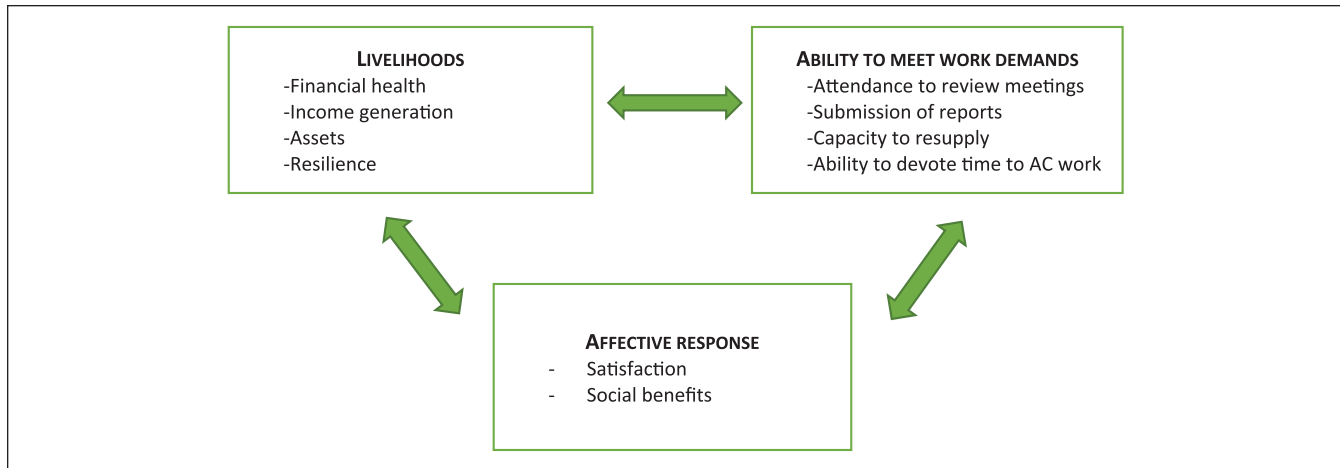 LIVELIHOODS
-Financial health
-Income generation
-Assets
-Resilience
ABILITY TO MEET WORK DEMANDS
-Attendance to review meetings
-Submission of reports
-Capacity to resupply
-Ability to devote time to AC work
AFFECTIVE RESPONSE
- Satisfaction
- Social benefits